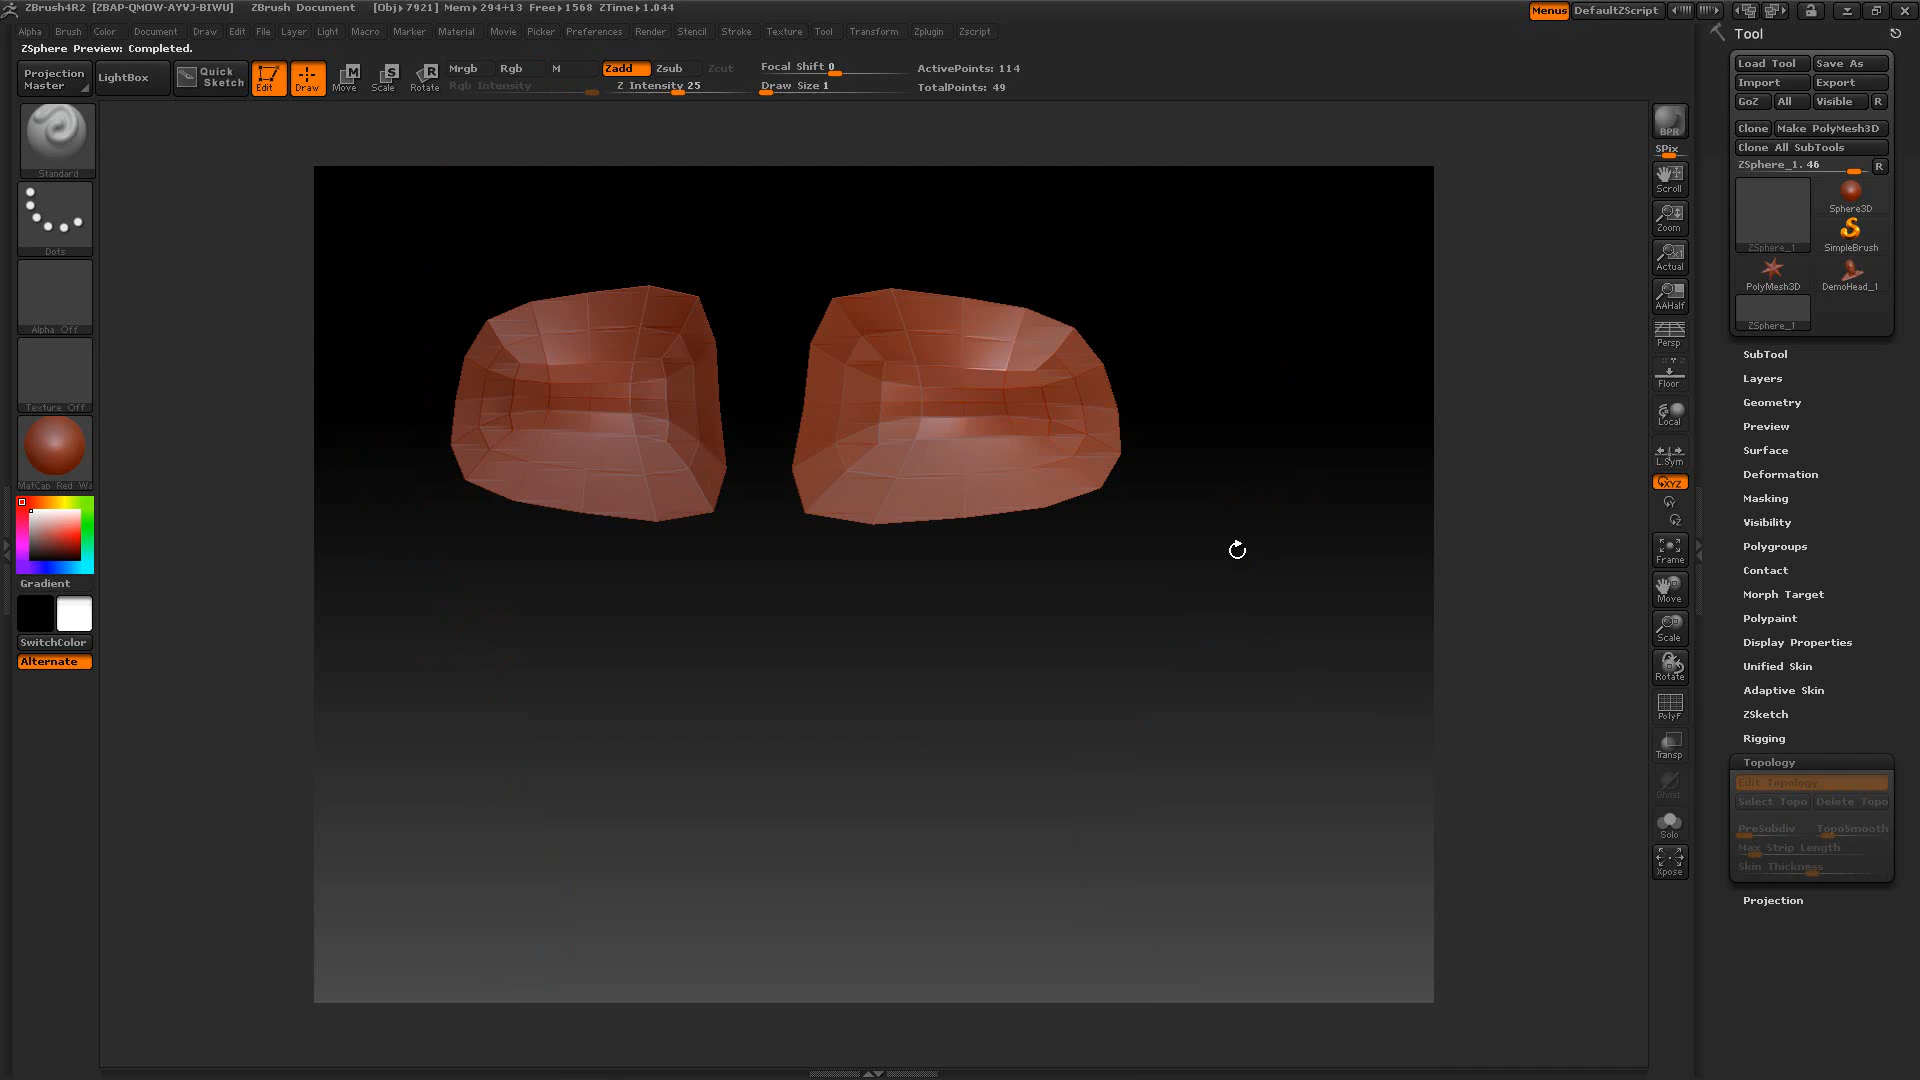 ZBrush4R2 [ZBAP-QMOW-AYVJ-BIWU] ZBrush Document [Obj▸7921] Mem▸294+13 Free▸1568 ZTime▸1.044
Menus DefaultZScript
Alpha Brush Color Document Draw Edit File Layer Light Macro Marker Material Movie Picker Preferences Render Stencil Stroke Texture Tool Transform Zplugin Zscript
ZSphere Preview: Completed.
Projection Master
LightBox
Quick Sketch
Edit
Draw
Move
Scale
Rotate
Mrgb Rgb M
Rgb Intensity
Zadd Zsub Zcut
Z Intensity 25
Focal Shift 0
Draw Size 1
ActivePoints: 114
TotalPoints: 49
Standard
Dots
Alpha Off
Texture Off
MatCap Red Wa
Gradient
SwitchColor
Alternate
BPR
SPix
Scroll
Zoom
Actual
AAHalf
Persp
Floor
Local
L.Sym
XYZ
Y
Z
Frame
Move
Scale
Rotate
PolyF
Transp
Ghost
Solo
Xpose
Tool
Load Tool Save As
Import Export
GoZ All Visible R
Clone Make PolyMesh3D
Clone All SubTools
ZSphere_1. 46 R
ZSphere_1
Sphere3D
SimpleBrush
PolyMesh3D
DemoHead_1
ZSphere_1
SubTool
Layers
Geometry
Preview
Surface
Deformation
Masking
Visibility
Polygroups
Contact
Morph Target
Polypaint
Display Properties
Unified Skin
Adaptive Skin
ZSketch
Rigging
Topology
Edit Topology
Select Topo Delete Topo
PreSubdiv TopoSmooth
Max Strip Length
Skin Thickness
Projection